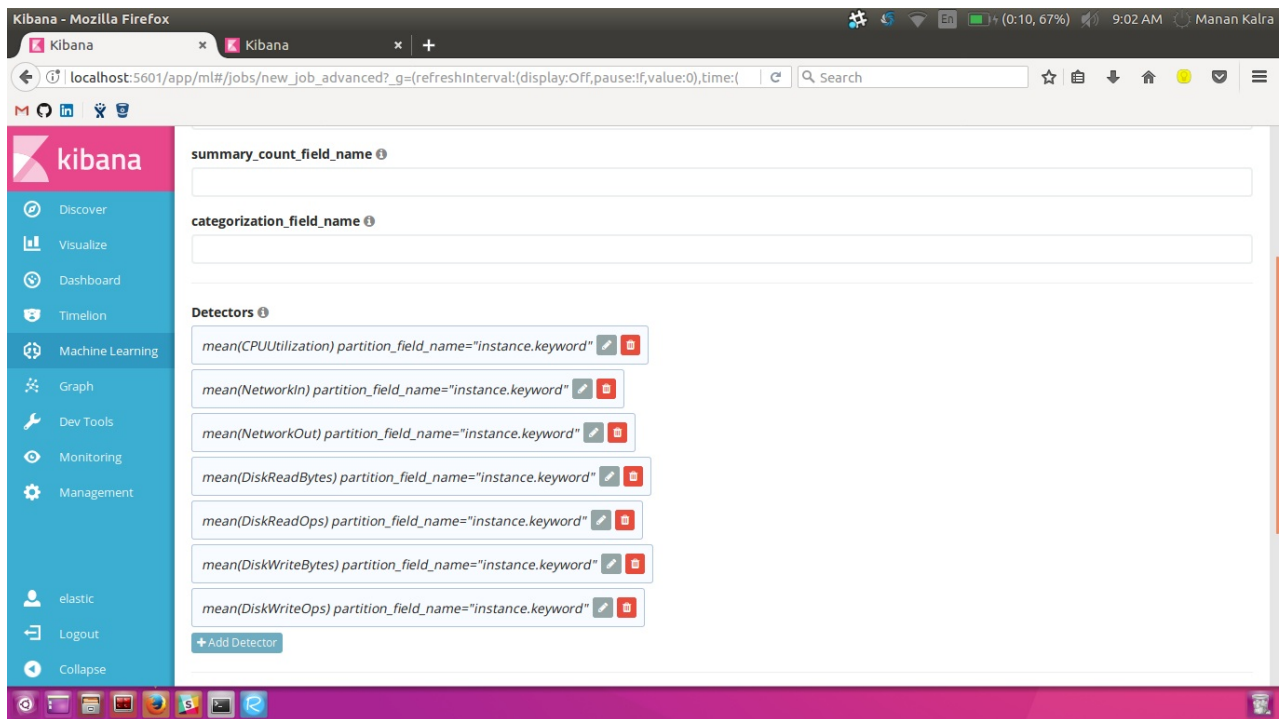 Kibana - Mozilla Firefox
En (0:10, 67%) 9:02 AM Manan Kalra
Kibana × Kibana × +
localhost:5601/app/ml#/jobs/new_job_advanced?_g=(refreshInterval:(display:Off,pause:!f,value:0),time:( Search
kibana
Discover
Visualize
Dashboard
Timelion
Machine Learning
Graph
Dev Tools
Monitoring
Management
elastic
Logout
Collapse
summary_count_field_name
categorization_field_name
Detectors
mean(CPUUtilization) partition_field_name="instance.keyword"
mean(NetworkIn) partition_field_name="instance.keyword"
mean(NetworkOut) partition_field_name="instance.keyword"
mean(DiskReadBytes) partition_field_name="instance.keyword"
mean(DiskReadOps) partition_field_name="instance.keyword"
mean(DiskWriteBytes) partition_field_name="instance.keyword"
mean(DiskWriteOps) partition_field_name="instance.keyword"
+ Add Detector